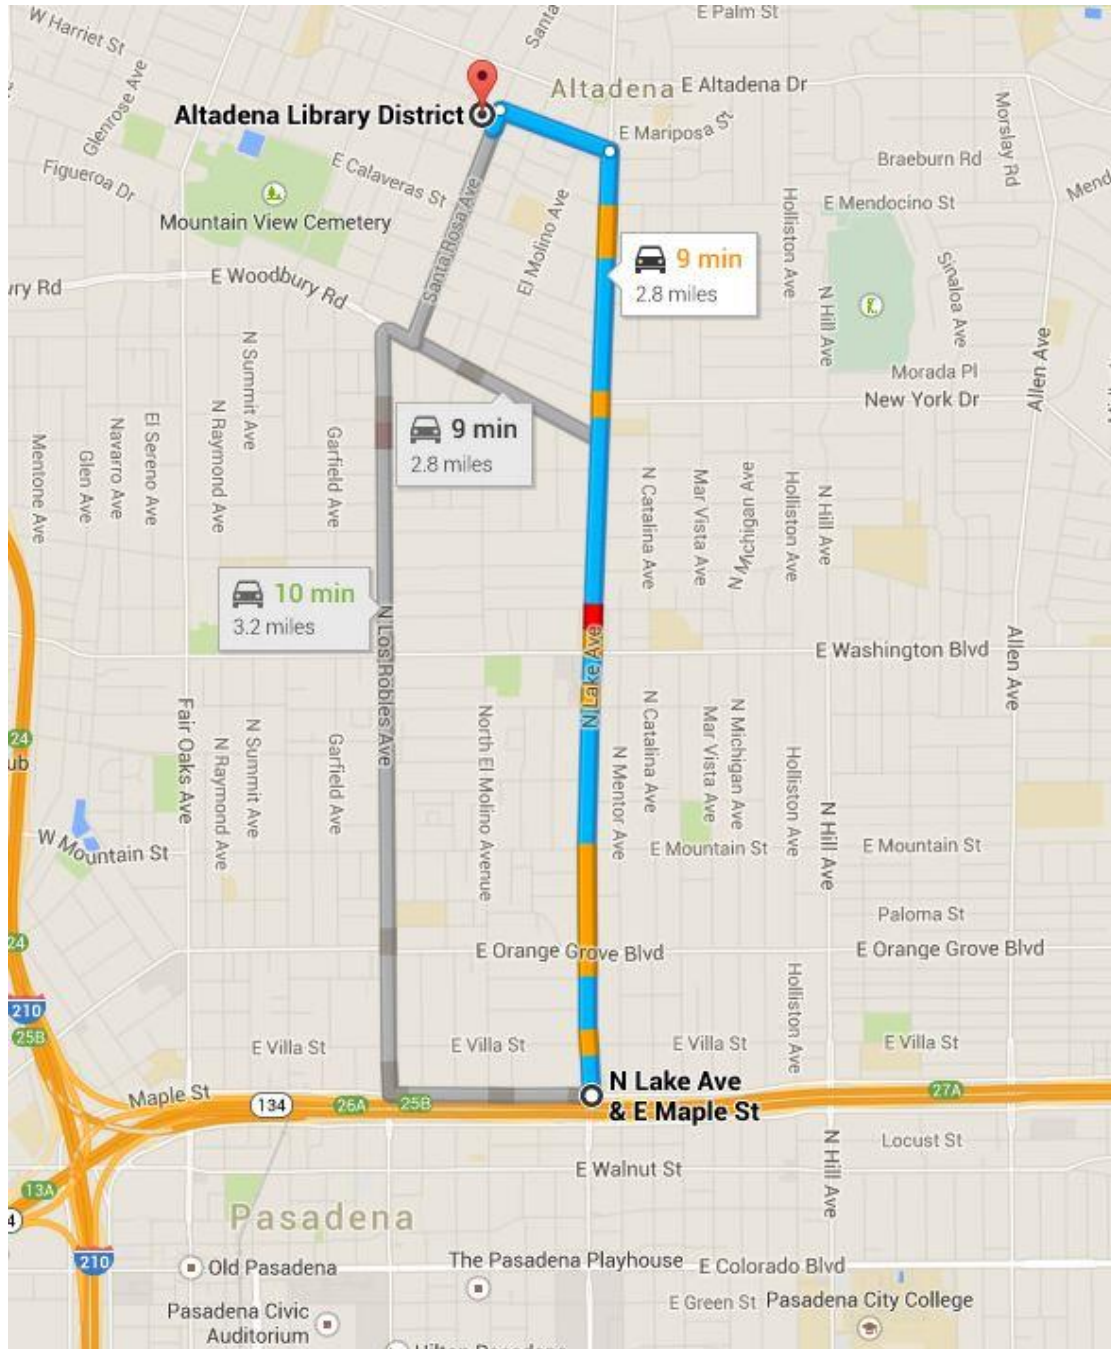 E Palm St
W Harriet St
Santa
Altadena
E Altadena Dr
Glenrose Ave
Altadena Library District
E Mariposa St
Morslay Rd
Figueroa Dr
E Calaveras St
Braeburn Rd
Mountain View Cemetery
Santa Rosa Ave
El Molino Ave
Holliston Ave
E Mendocino St
Mend
9 min
2.8 miles
E Woodbury Rd
ury Rd
N Hill Ave
Sinaloa Ave
N Summit Ave
Morada Pl
New York Dr
Allen Ave
Mentone Ave
Glen Ave
Navarro Ave
El Sereno Ave
N Raymond Ave
Garfield Ave
9 min
2.8 miles
N Catalina Ave
Mar Vista Ave
N Michigan Ave
Holliston Ave
N Hill Ave
10 min
3.2 miles
N Los Robles Ave
N Lake Ave
E Washington Blvd
Allen Ave
24
ub
Fair Oaks Ave
N Raymond Ave
N Summit Ave
Garfield Ave
North El Molino Avenue
N Mentor Ave
N Catalina Ave
Mar Vista Ave
N Michigan Ave
Holliston Ave
N Hill Ave
W Mountain St
E Mountain St
E Mountain St
Paloma St
24
E Orange Grove Blvd
E Orange Grove Blvd
210
25B
E Villa St
E Villa St
E Villa St
Holliston Ave
E Villa St
Maple St
134
26A
25B
N Lake Ave
& E Maple St
27A
E Walnut St
N Hill Ave
Locust St
13A
4
Pasadena
210
Old Pasadena
The Pasadena Playhouse
E Colorado Blvd
Pasadena Civic
Auditorium
E Green St
Pasadena City College